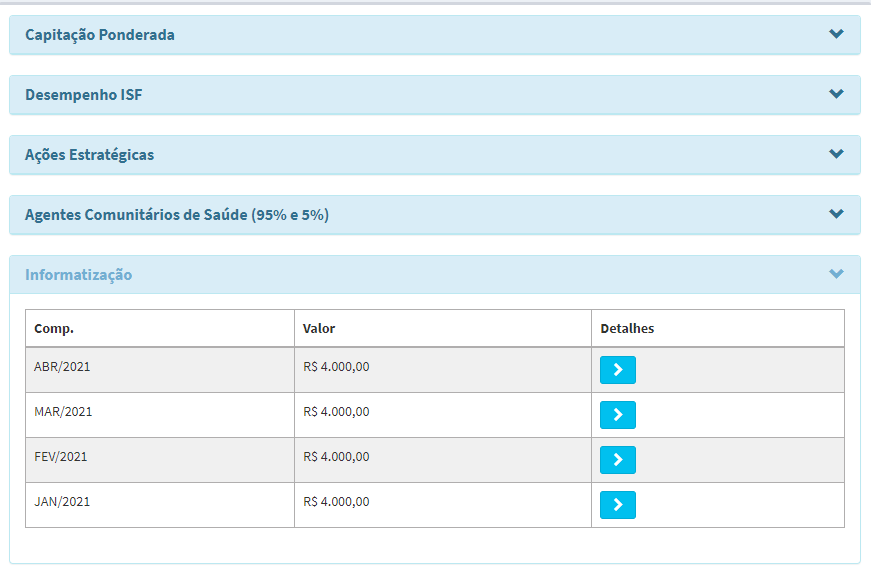 Capitação Ponderada
Desempenho ISF
Ações Estratégicas
Agentes Comunitários de Saúde (95% e 5%)
Informatização
Comp. Valor Detalhes
ABR/2021 R$ 4.000,00
MAR/2021 R$ 4.000,00
FEV/2021 R$ 4.000,00
JAN/2021 R$ 4.000,00